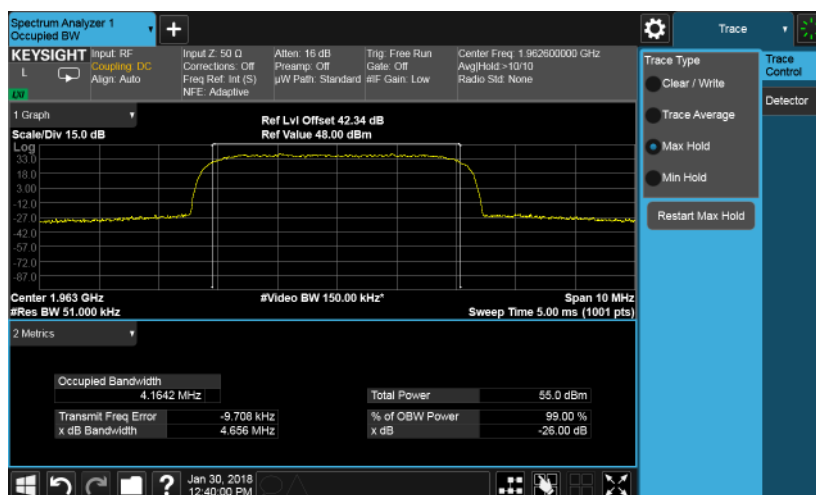 Spectrum Analyzer 1
Occupied BW
+
Trace
KEYSIGHT
L
LXI
Input: RF
Coupling: DC
Align: Auto
Input Z: 50 Ω
Corrections: Off
Freq Ref: Int (S)
NFE: Adaptive
Atten: 16 dB
Preamp: Off
µW Path: Standard
Trig: Free Run
Gate: Off
#IF Gain: Low
Center Freq: 1.962600000 GHz
Avg|Hold:>10/10
Radio Std: None
Trace Type
Clear / Write
Trace Average
Max Hold
Min Hold
Restart Max Hold
Trace
Control
Detector
1 Graph
Scale/Div 15.0 dB
Ref Lvl Offset 42.34 dB
Ref Value 48.00 dBm
Log
33.0
18.0
3.00
-12.0
-27.0
-42.0
-57.0
-72.0
-87.0
Center 1.963 GHz
#Res BW 51.000 kHz
#Video BW 150.00 kHz*
Span 10 MHz
Sweep Time 5.00 ms (1001 pts)
2 Metrics
Occupied Bandwidth
4.1642 MHz
Total Power 55.0 dBm
Transmit Freq Error -9.708 kHz
% of OBW Power 99.00 %
x dB Bandwidth 4.656 MHz
x dB -26.00 dB
?
Jan 30, 2018
12:40:00 PM